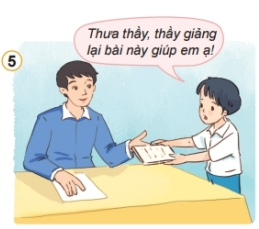 5
Thưa thầy, thầy giảng
lại bài này giúp em ạ!